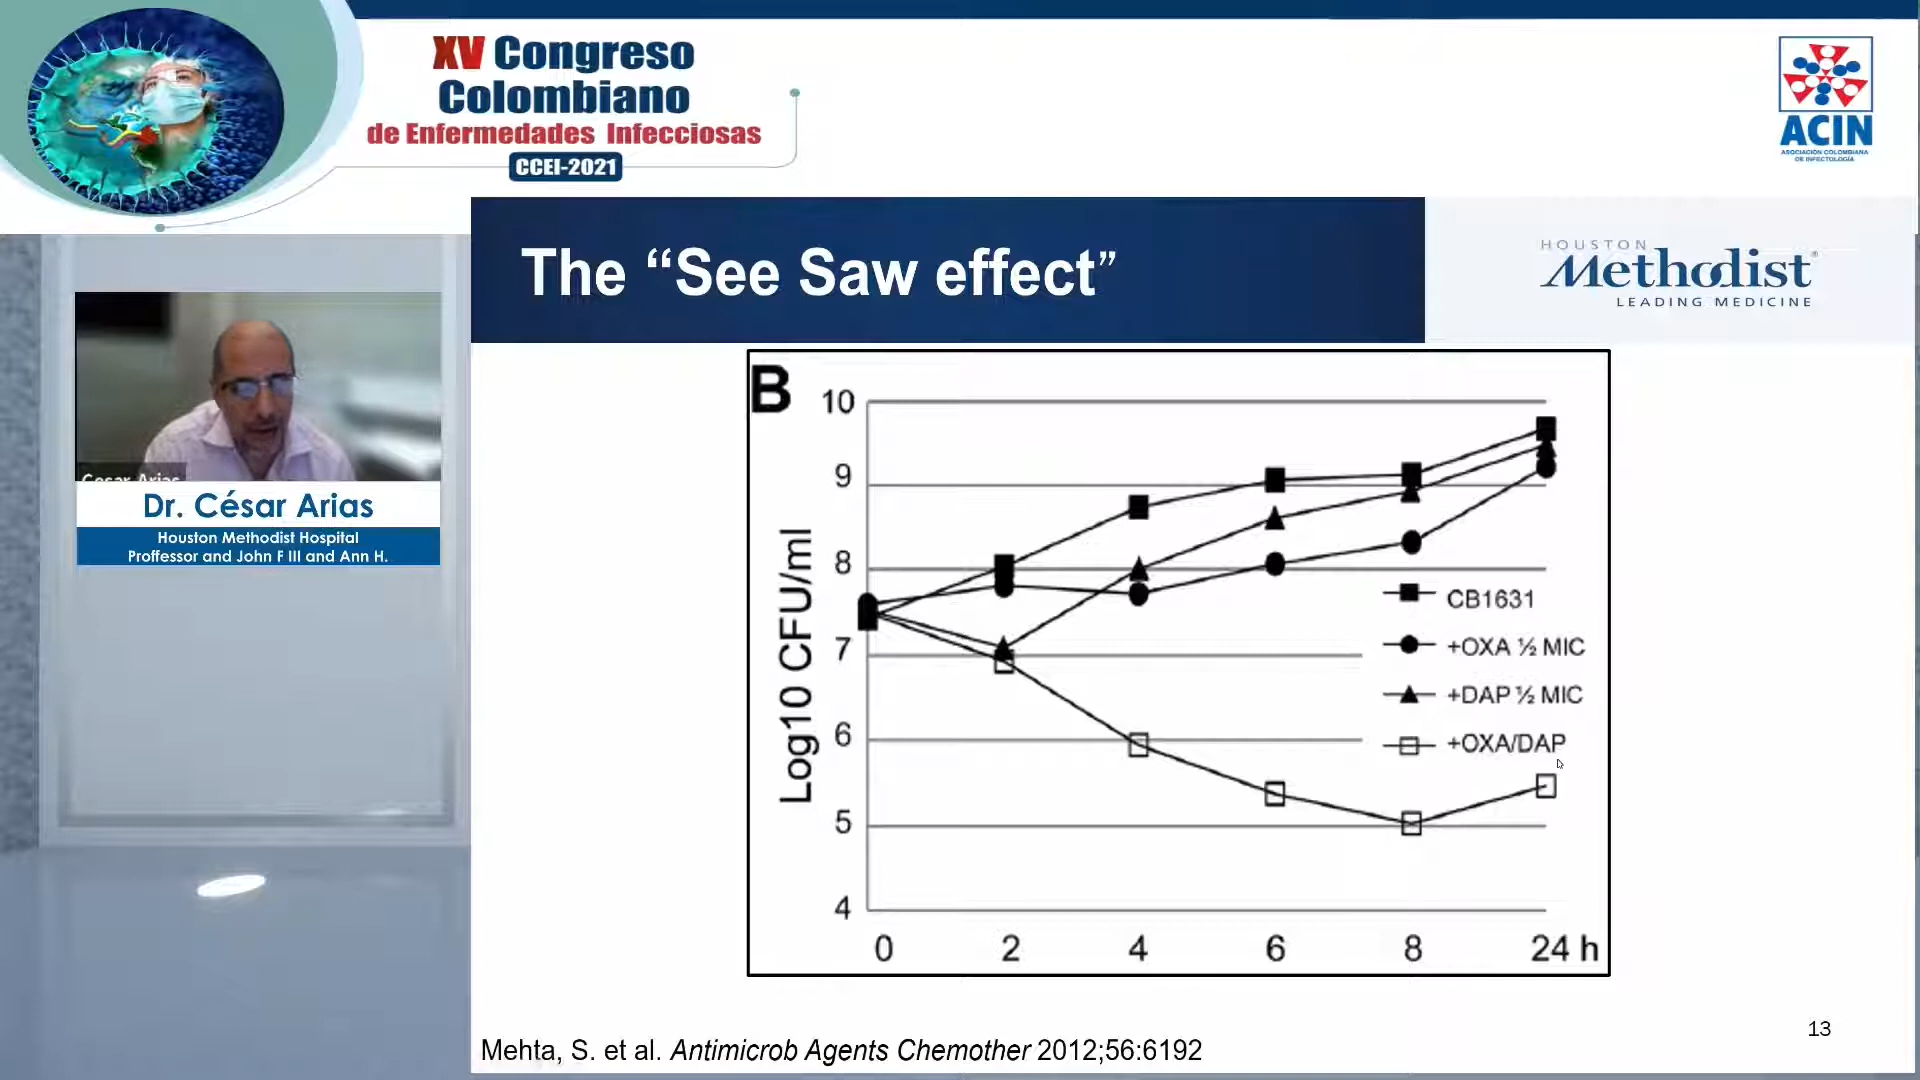 XV Congreso
Colombiano
de Enfermedades Infecciosas
CCEI-2021
ACIN
ASOCIACIÓN COLOMBIANA
DE INFECTOLOGÍA
The “See Saw effect”
HOUSTON
Methodist
LEADING MEDICINE
Cesar Arias
Dr. César Arias
Houston Methodist Hospital
Proffessor and John F III and Ann H.
B
Log10 CFU/ml
10
9
8
7
6
5
4
0 2 4 6 8 24 h
CB1631
+OXA ½ MIC
+DAP ½ MIC
+OXA/DAP
13
Mehta, S. et al. Antimicrob Agents Chemother 2012;56:6192